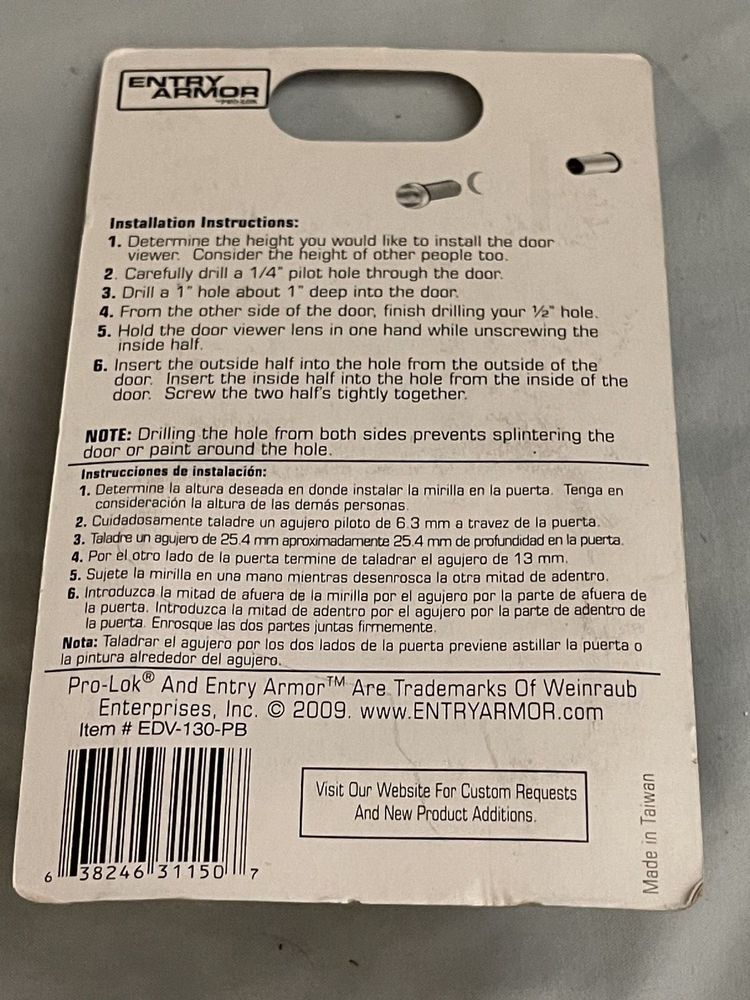 ENTRY
ARMOR
BY PRO-LOK
Installation Instructions:
1. Determine the height you would like to install the door
viewer. Consider the height of other people too.
2. Carefully drill a 1/4" pilot hole through the door.
3. Drill a 1" hole about 1" deep into the door.
4. From the other side of the door, finish drilling your ½" hole.
5. Hold the door viewer lens in one hand while unscrewing the
inside half.
6. Insert the outside half into the hole from the outside of the
door. Insert the inside half into the hole from the inside of the
door. Screw the two half's tightly together.
NOTE: Drilling the hole from both sides prevents splintering the
door or paint around the hole.
Instrucciones de instalación:
1. Determine la altura deseada en donde instalar la mirilla en la puerta. Tenga en
consideración la altura de las demás personas.
2. Cuidadosamente taladre un agujero piloto de 6.3 mm a travez de la puerta.
3. Taladre un agujero de 25.4 mm aproximadamente 25.4 mm de profundidad en la puerta.
4. Por el otro lado de la puerta termine de taladrar el agujero de 13 mm.
5. Sujete la mirilla en una mano mientras desenrosca la otra mitad de adentro.
6. Introduzca la mitad de afuera de la mirilla por el agujero por la parte de afuera de
la puerta. Introduzca la mitad de adentro por el agujero por la parte de adentro de
la puerta. Enrosque las dos partes juntas firmemente.
Nota: Taladrar el agujero por los dos lados de la puerta previene astillar la puerta o
la pintura alrededor del agujero.
Pro-Lok® And Entry Armor™ Are Trademarks Of Weinraub
Enterprises, Inc. © 2009. www.ENTRYARMOR.com
Item # EDV-130-PB
Visit Our Website For Custom Requests
And New Product Additions.
Made in Taiwan
6 38246 31150 7